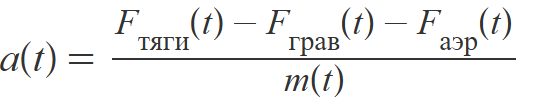 a(t) = (F_тяги(t) − F_грав(t) − F_аэр(t)) / m(t)